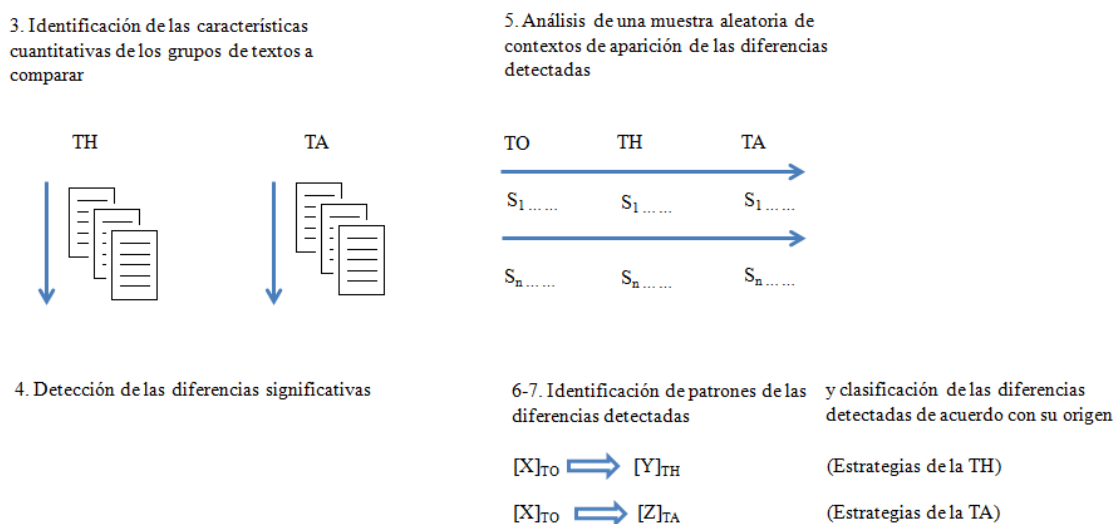 3. Identificación de las características
cuantitativas de los grupos de textos a
comparar
TH
TA
4. Detección de las diferencias significativas
5. Análisis de una muestra aleatoria de
contextos de aparición de las diferencias
detectadas
TO TH TA
S1 ... ... S1 ... ... S1 ... ...
Sn ... ... Sn ... ... Sn ... ...
6-7. Identificación de patrones de las
diferencias detectadas
y clasificación de las diferencias
detectadas de acuerdo con su origen
[X]TO [Y]TH (Estrategias de la TH)
[X]TO [Z]TA (Estrategias de la TA)